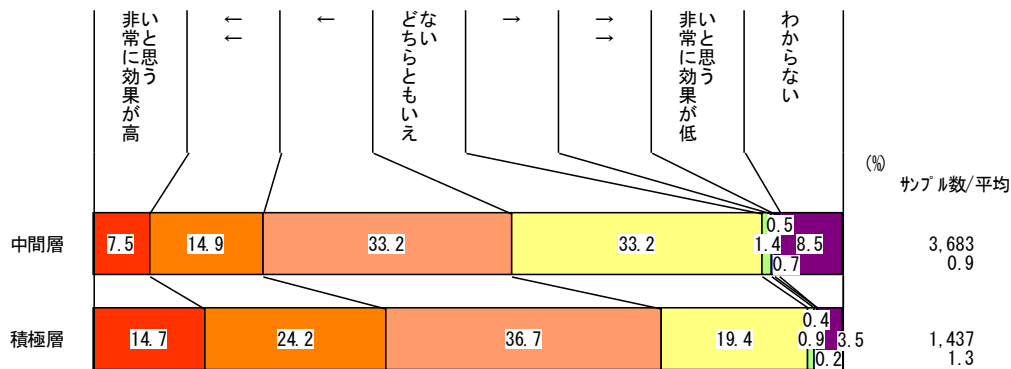 非常に効果が高いと思う
←←
←
どちらともいえない
→
→→
非常に効果が低いと思う
わからない
(%)
ｻﾝﾌﾟﾙ数/平均
中間層 7.5 14.9 33.2 33.2 1.4 0.5 0.7 8.5 3,683
0.9
積極層 14.7 24.2 36.7 19.4 0.9 0.4 0.2 3.5 1,437
1.3